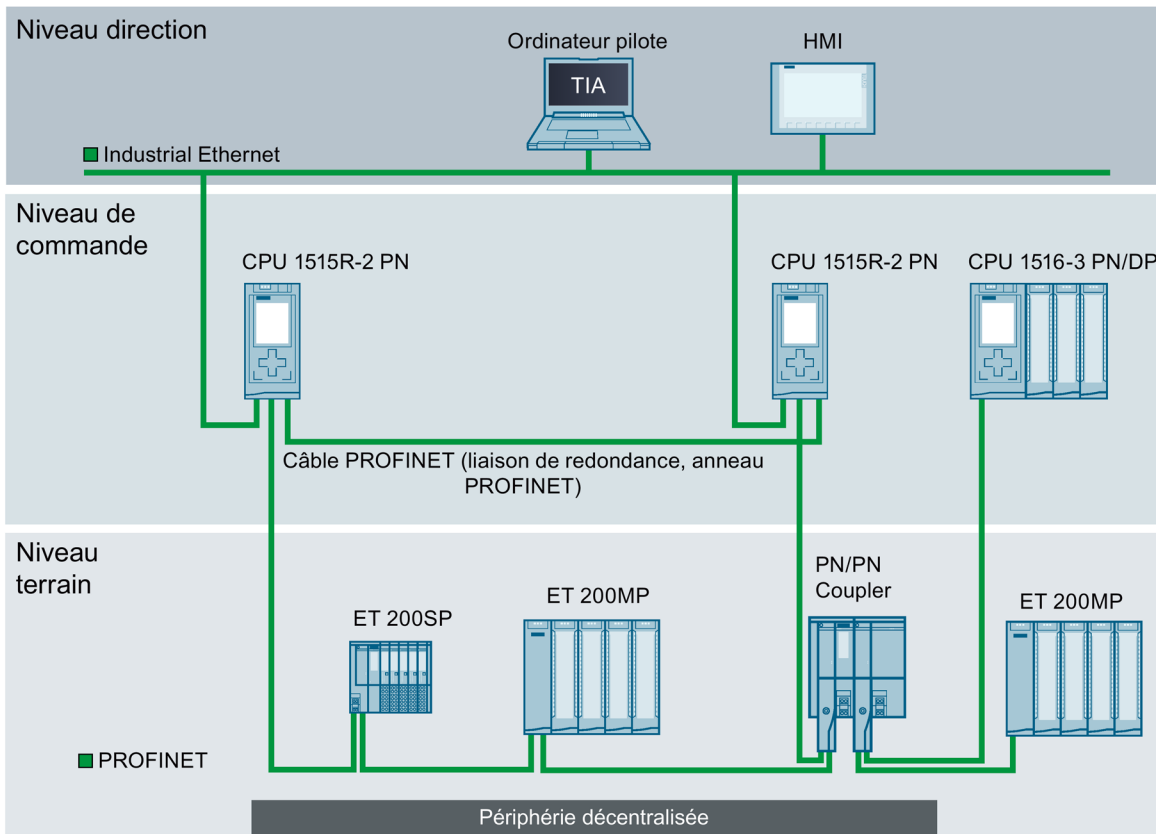 Niveau direction
Ordinateur pilote
HMI
TIA
Industrial Ethernet
Niveau de
commande
CPU 1515R-2 PN
CPU 1515R-2 PN
CPU 1516-3 PN/DP
Câble PROFINET (liaison de redondance, anneau
PROFINET)
Niveau
terrain
PN/PN
Coupler
ET 200SP
ET 200MP
ET 200MP
PROFINET
Périphérie décentralisée